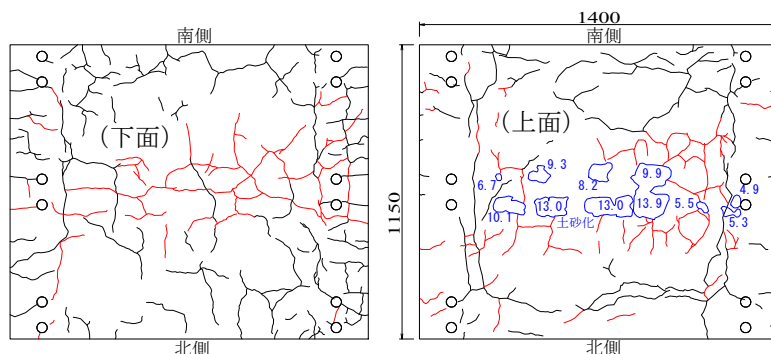 1400
南側
南側
(下面)
(上面)
9.3
9.9
6.7
8.2
4.9
1150
10.1
13.0
13.0
13.9
5.5
5.3
土砂化
北側
北側